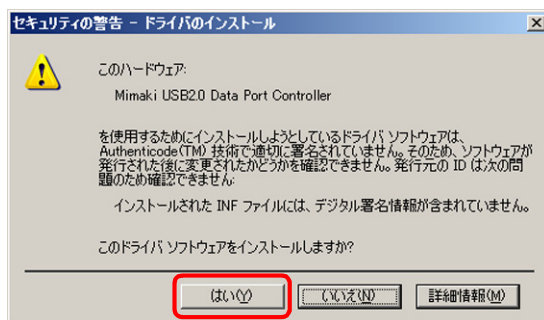 セキュリティの警告 - ドライバのインストール
このハードウェア:
Mimaki USB2.0 Data Port Controller
を使用するためにインストールしようとしているドライバ ソフトウェアは、
Authenticode(TM) 技術で適切に署名されていません。そのため、ソフトウェアが
発行された後に変更されたかどうかを確認できません。発行元の ID は次の問
題のため確認できません:
インストールされた INF ファイルには、デジタル署名情報が含まれていません。
このドライバ ソフトウェアをインストールしますか?
はい(Y) いいえ(N) 詳細情報(M)